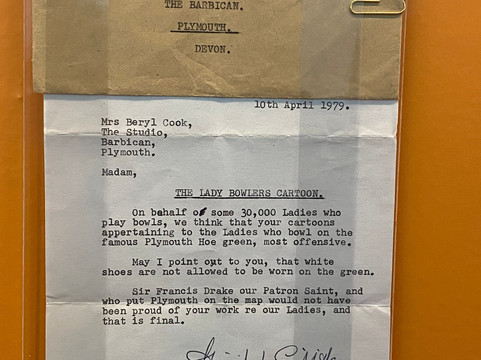 THE BARBICAN.
PLYMOUTH.
DEVON.
10th April 1979.
Mrs Beryl Cook,
The Studio,
Barbican,
Plymouth.
Madam,
THE LADY BOWLERS CARTOON.
On behalf of some 30,000 Ladies who
play bowls, we think that your cartoons
appertaining to the Ladies who bowl on the
famous Plymouth Hoe green, most offensive.
May I point out to you, that white
shoes are not allowed to be worn on the green.
Sir Francis Drake our Patron Saint, and
who put Plymouth on the map would not have
been proud of your work re our Ladies, and
that is final.